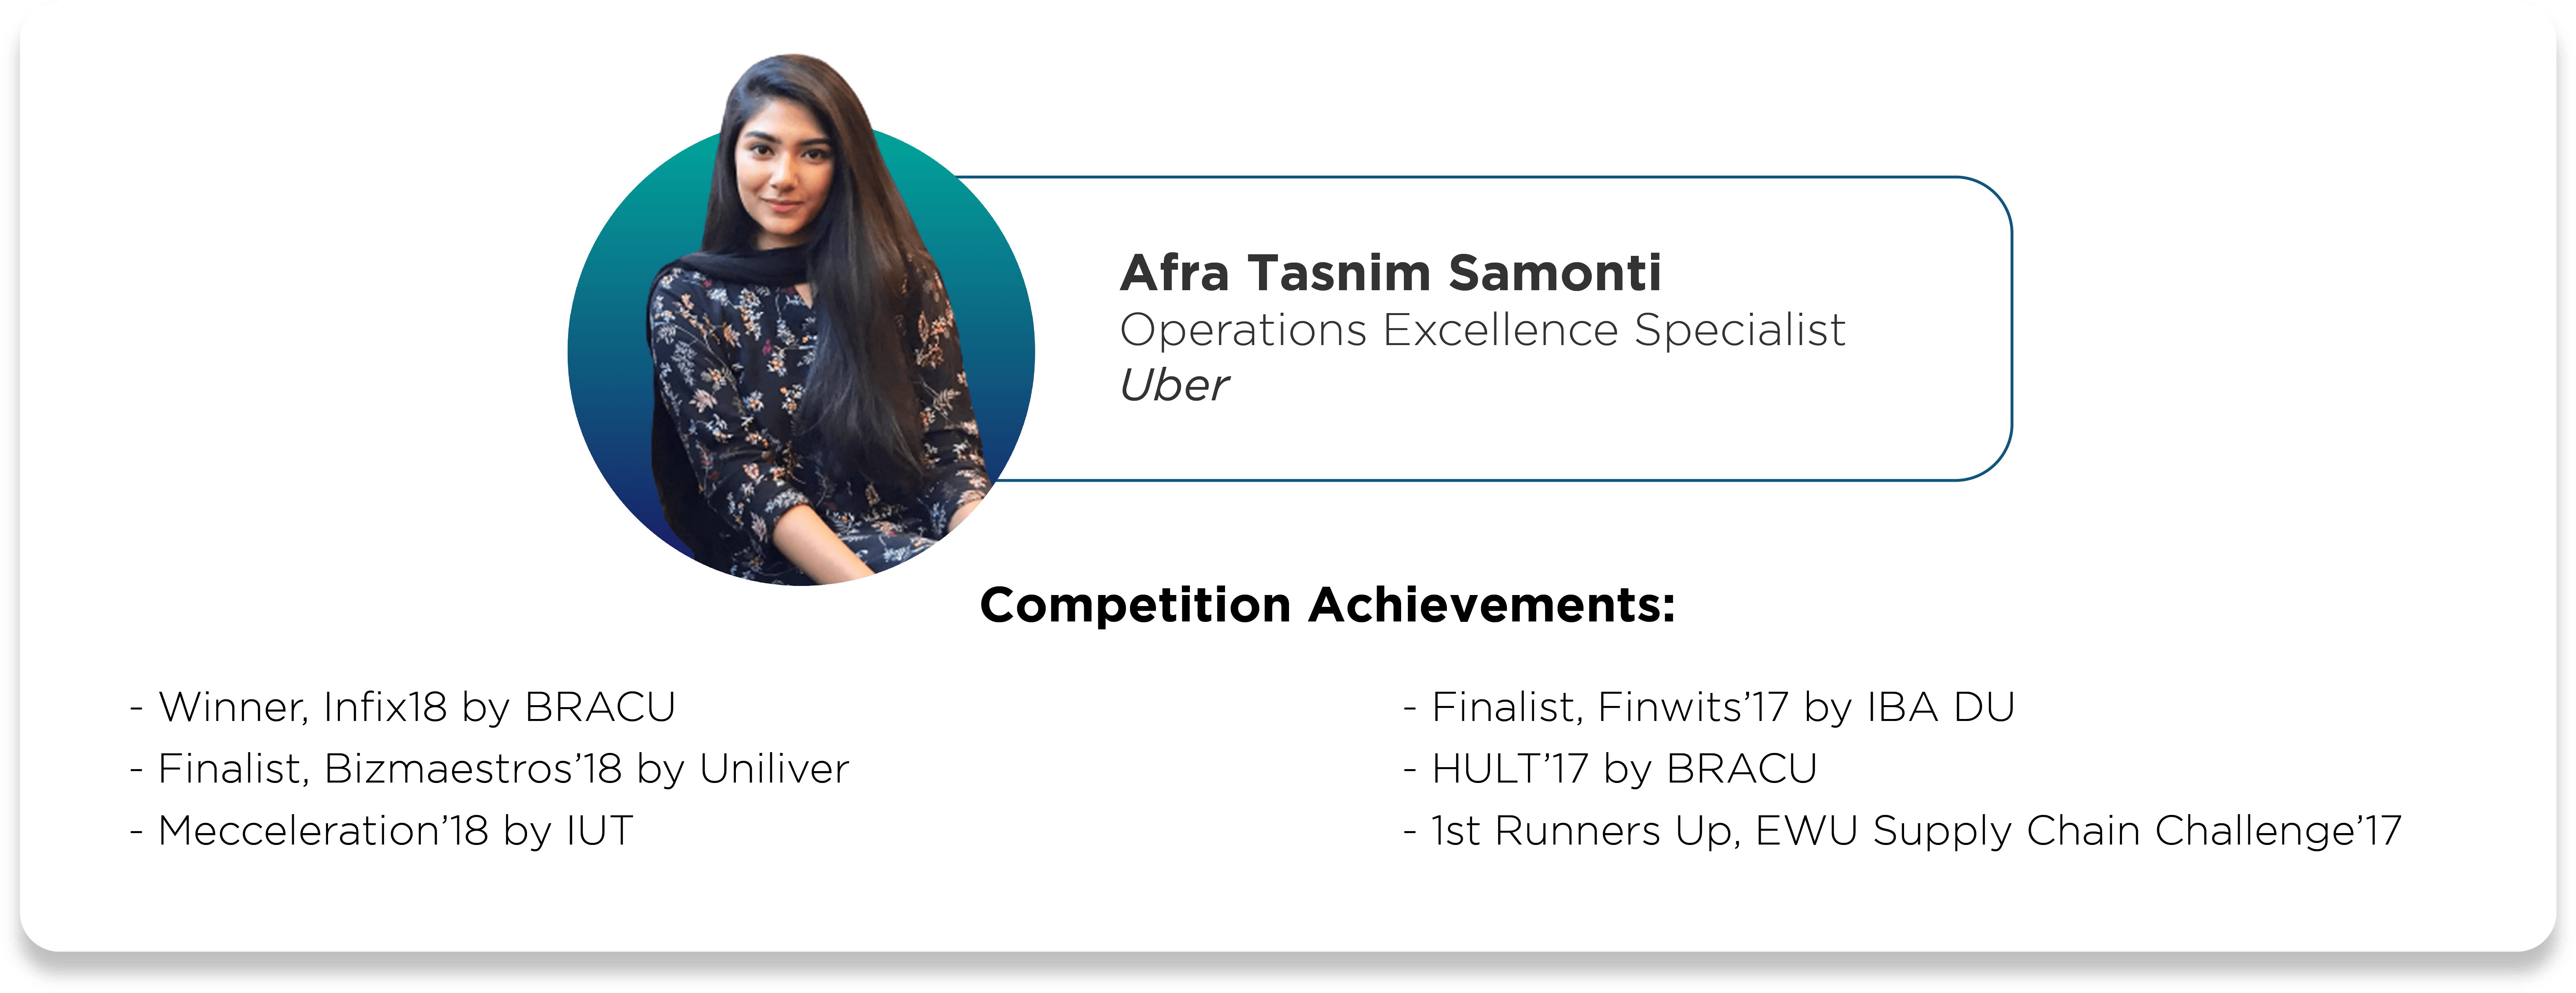 Afra Tasnim Samonti
Operations Excellence Specialist
Uber
Competition Achievements:
- Winner, Infix18 by BRACU
- Finalist, Bizmaestros’18 by Uniliver
- Mecceleration’18 by IUT
- Finalist, Finwits’17 by IBA DU
- HULT’17 by BRACU
- 1st Runners Up, EWU Supply Chain Challenge’17